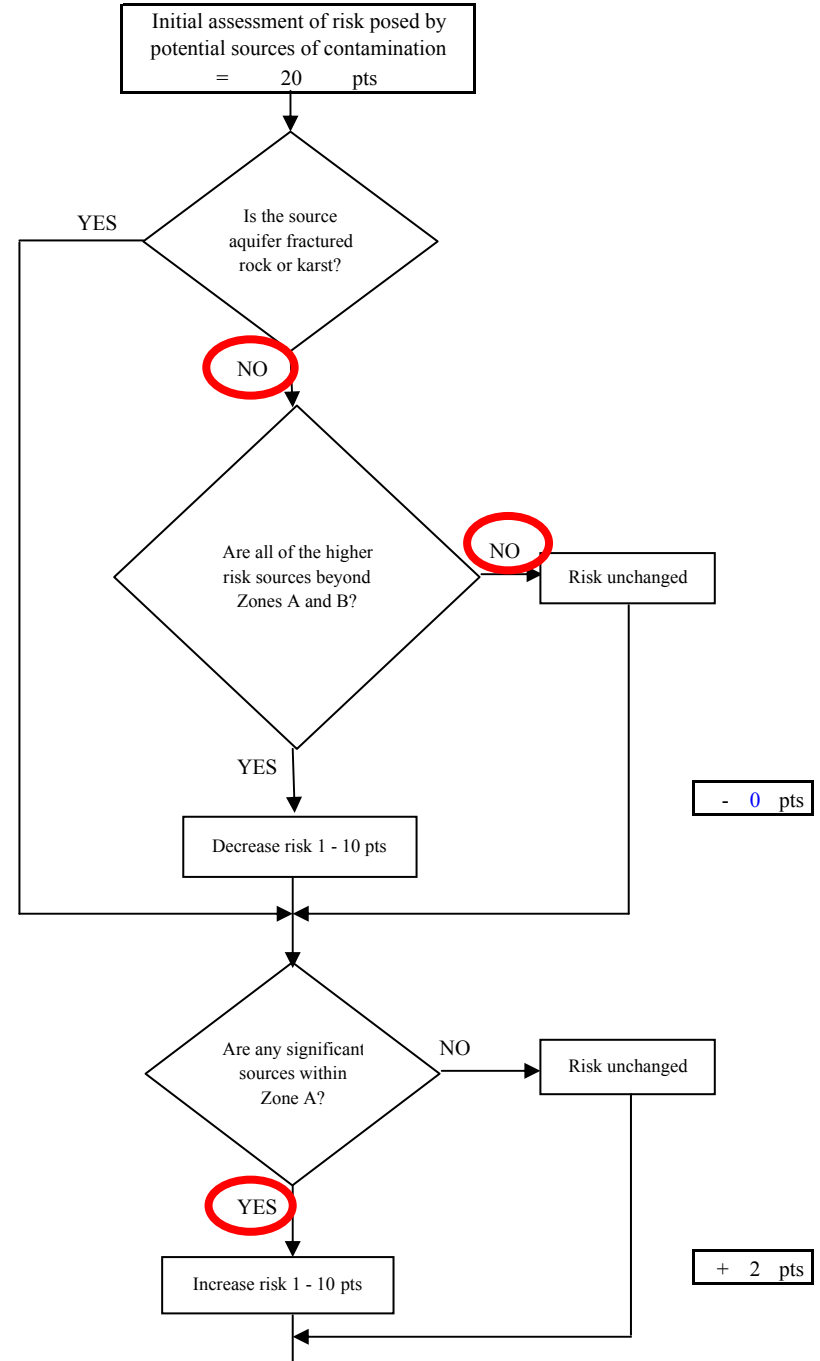 Initial assessment of risk posed by
potential sources of contamination
= 20 pts
YES
Is the source
aquifer fractured
rock or karst?
NO
Are all of the higher
risk sources beyond
Zones A and B?
NO
Risk unchanged
YES
- 0 pts
Decrease risk 1 - 10 pts
Are any significant
sources within
Zone A?
NO
Risk unchanged
YES
+ 2 pts
Increase risk 1 - 10 pts